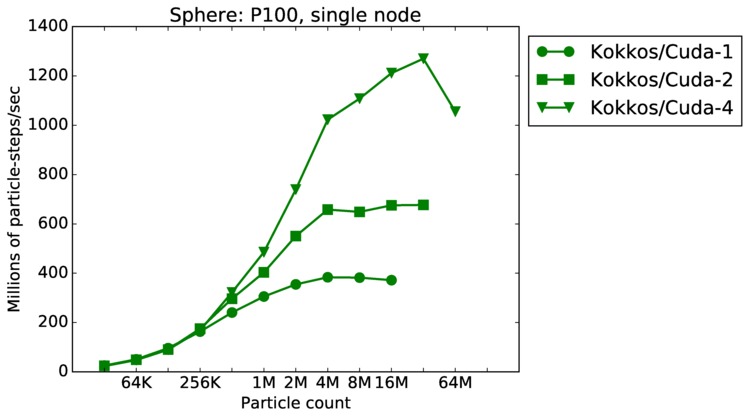 Sphere: P100, single node
1400
1200
1000
800
600
400
200
0
Millions of particle-steps/sec
64K 256K 1M 2M 4M 8M 16M 64M
Particle count
Kokkos/Cuda-1
Kokkos/Cuda-2
Kokkos/Cuda-4